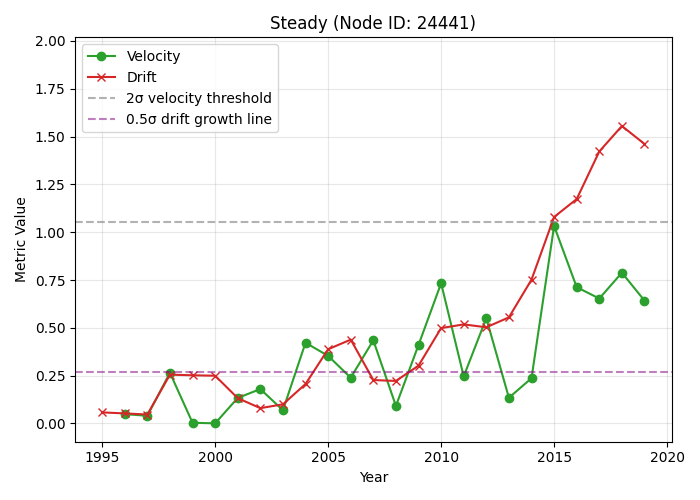 Steady (Node ID: 24441)
2.00
1.75
1.50
1.25
1.00
0.75
0.50
0.25
0.00
Metric Value
Velocity
Drift
2σ velocity threshold
0.5σ drift growth line
1995
2000
2005
2010
2015
2020
Year